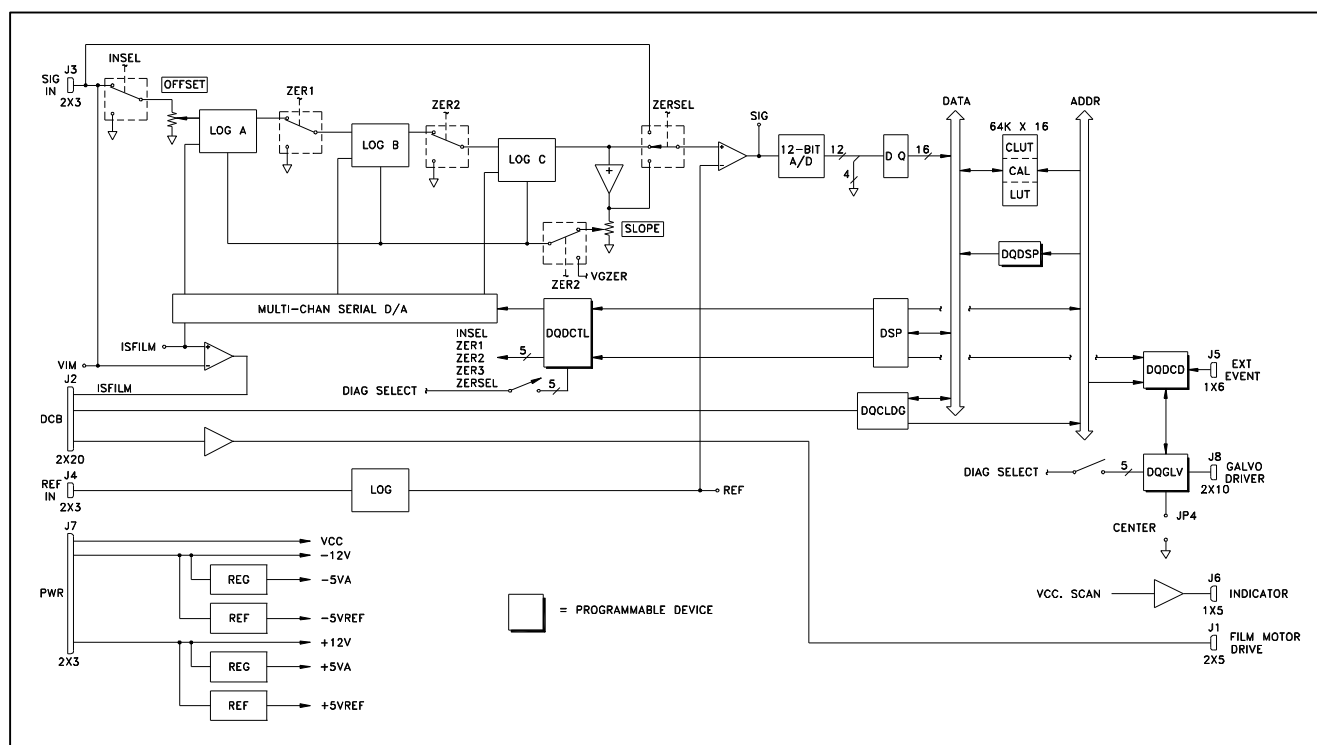 INSEL
J3
SIG IN
2X3
OFFSET
ZER1
ZER2
ZERSEL
SIG
DATA
ADDR
64K X 16
LOG A
LOG B
LOG C
+
-
12-BIT A/D
12
4
D Q
16
CLUT
CAL
LUT
+
SLOPE
ZER2
VGZER
DQDSP
MULTI-CHAN SERIAL D/A
DQDCTL
DSP
INSEL
ZER1
ZER2
ZER3
ZERSEL
5
5
DIAG SELECT
ISFILM
+
-
VIM
J2
ISFILM
DCB
2X20
DQCLDG
DQDCD
J5
EXT EVENT
1X6
J4
REF IN
2X3
LOG
REF
DIAG SELECT
5
DQGLV
J8
GALVO DRIVER
2X10
JP4
CENTER
J7
PWR
2X3
VCC
-12V
REG
-5VA
REF
-5VREF
+12V
REG
+5VA
REF
+5VREF
= PROGRAMMABLE DEVICE
VCC. SCAN
J6
INDICATOR
1X5
J1
FILM MOTOR DRIVE
2X5